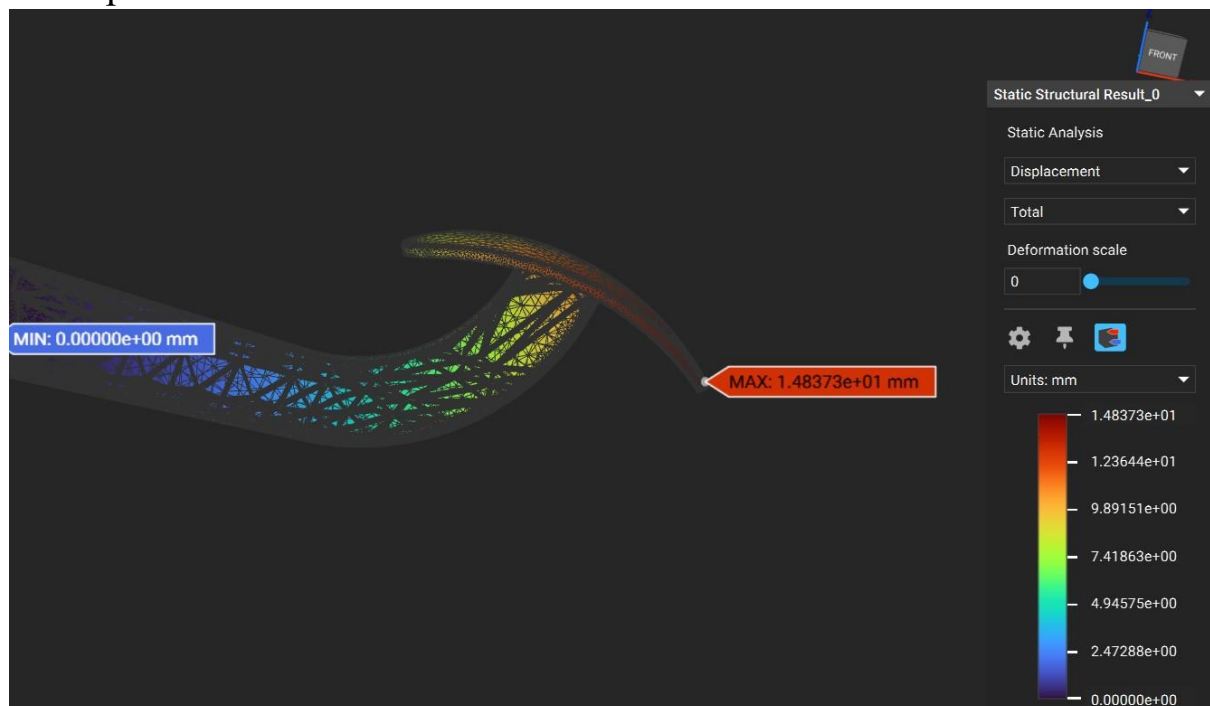 FRONT
Static Structural Result_0
Static Analysis
Displacement
Total
Deformation scale
0
MIN: 0.00000e+00 mm
MAX: 1.48373e+01 mm
Units: mm
1.48373e+01
1.23644e+01
9.89151e+00
7.41863e+00
4.94575e+00
2.47288e+00
0.00000e+00